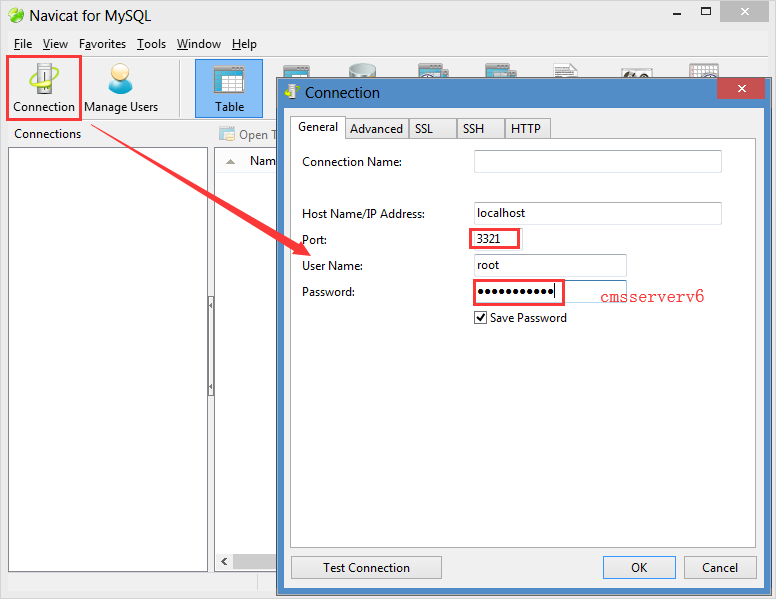 Navicat for MySQL
File View Favorites Tools Window Help
Connection Manage Users Table
Connections Open T
Nam
Connection
General Advanced SSL SSH HTTP
Connection Name:
Host Name/IP Address: localhost
Port: 3321
User Name: root
Password: ●●●●●●●●●●● cmsserverv6
Save Password
Test Connection OK Cancel